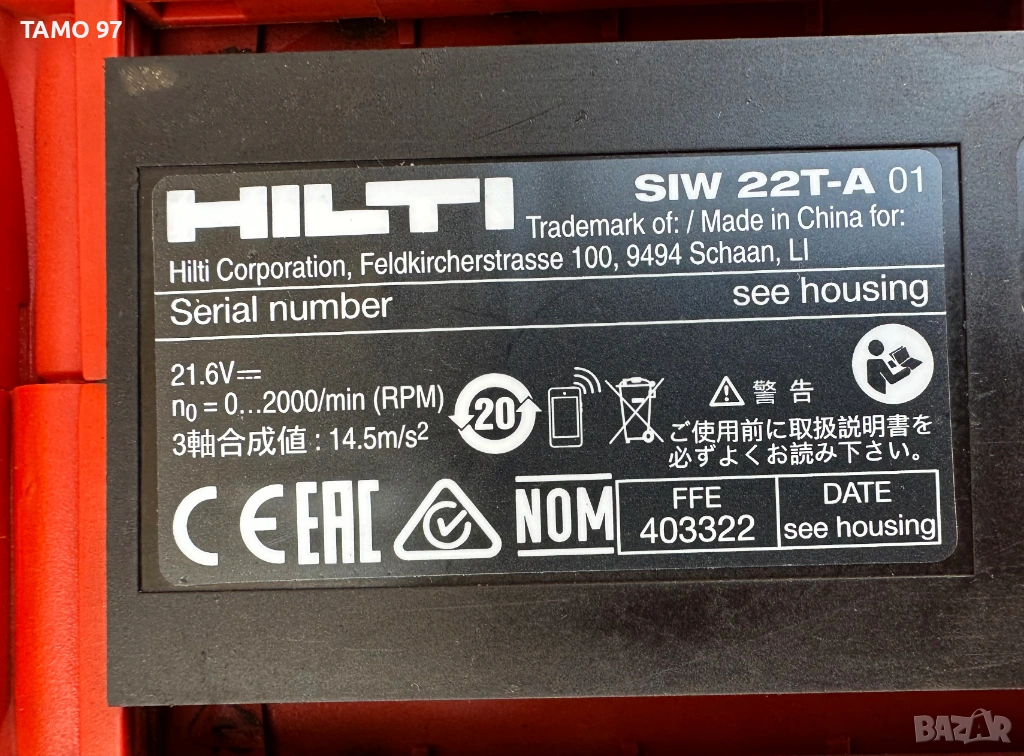 TAMO 97
HILTI
SIW 22T-A 01
Trademark of: / Made in China for:
Hilti Corporation, Feldkircherstrasse 100, 9494 Schaan, LI
Serial number see housing
21.6V⎓
n₀ = 0...2000/min (RPM)
3軸合成値 : 14.5m/s²
20
警告
ご使用前に取扱説明書を
必ずよくお読み下さい。
CE EAC NOM
FFE
403322
DATE
see housing
BAZAR